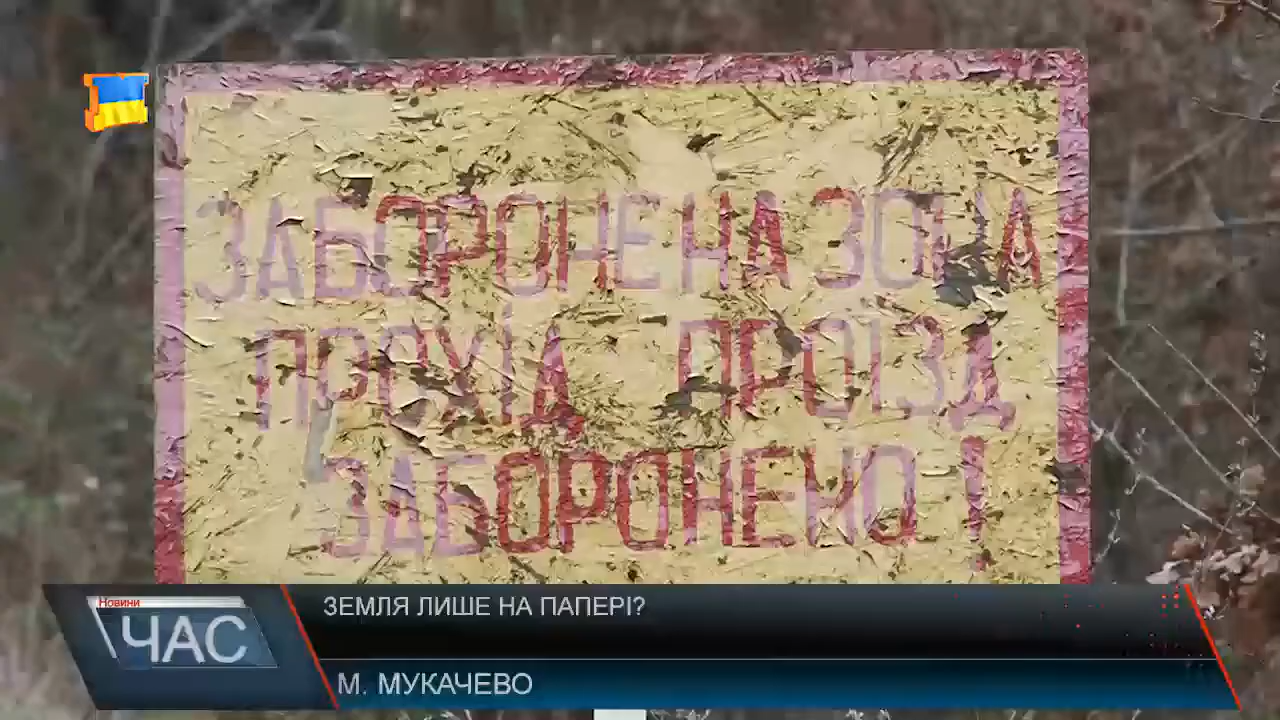 ЗАБОРОНЕНА ЗОНА
ПРОХІД ПРОЇЗД
ЗАБОРОНЕНО !
Новини
ЧАС
ЗЕМЛЯ ЛИШЕ НА ПАПЕРІ?
М. МУКАЧЕВО